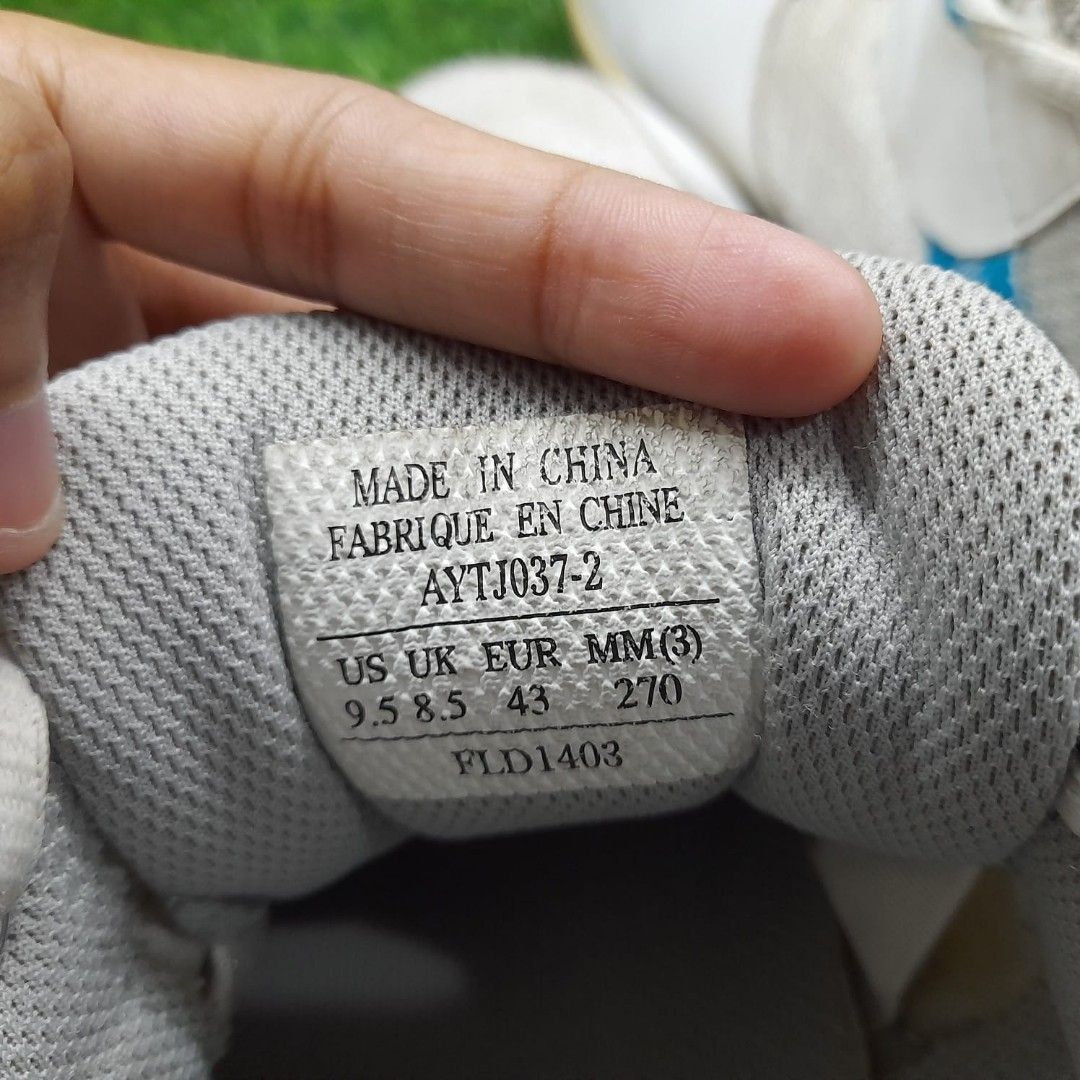 MADE IN CHINA
FABRIQUE EN CHINE
AYTJ037-2
US UK EUR MM(3)
9.5 8.5 43 270
FLD1403